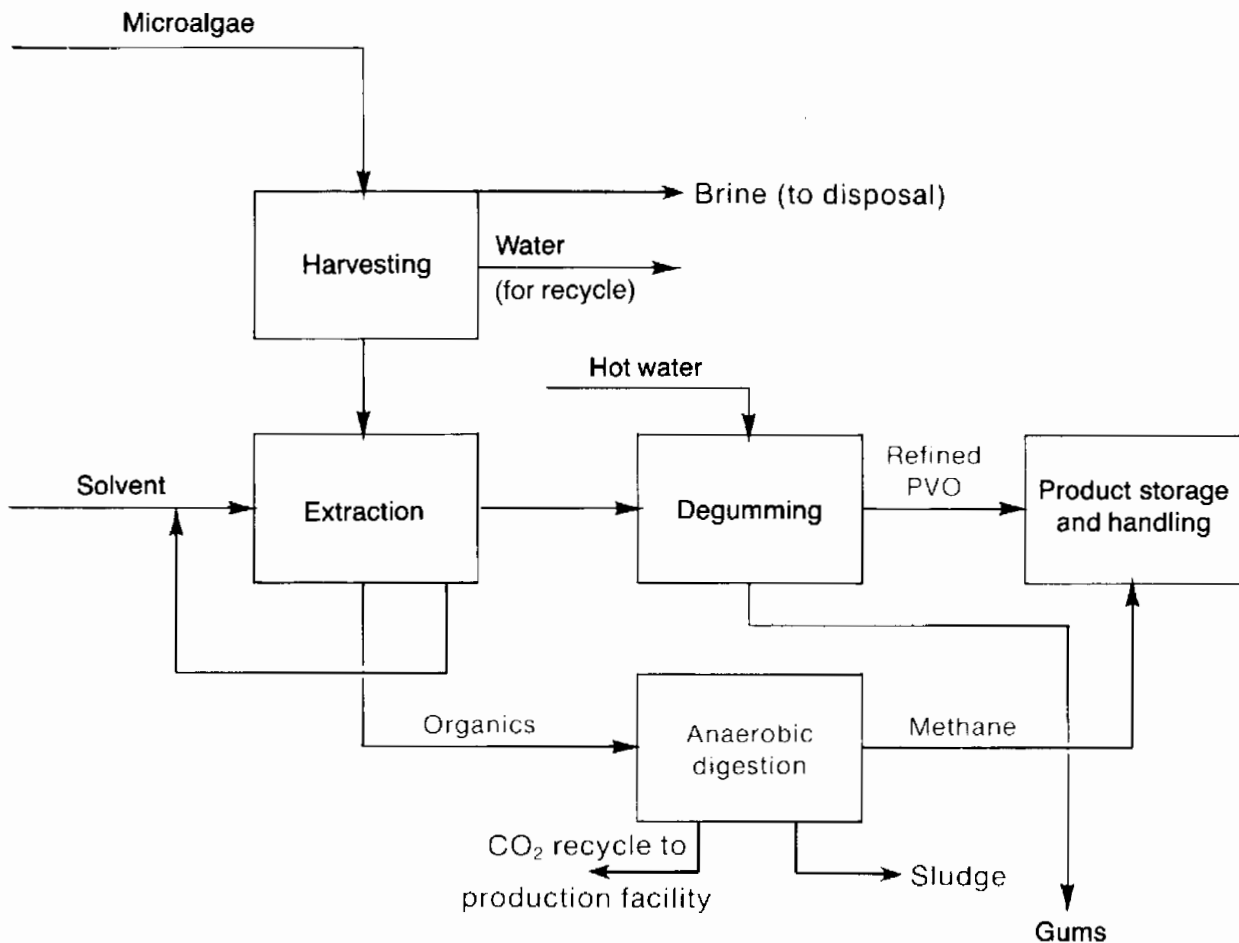 Microalgae
Brine (to disposal)
Harvesting
Water
(for recycle)
Hot water
Solvent
Extraction
Degumming
Refined
PVO
Product storage
and handling
Organics
Anaerobic
digestion
Methane
CO₂ recycle to
production facility
Sludge
Gums